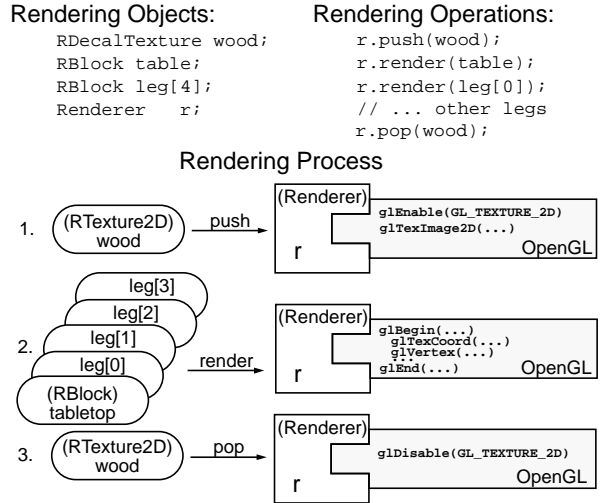 Rendering Objects:
RDecalTexture wood;
RBlock table;
RBlock leg[4];
Renderer r;
Rendering Operations:
r.push(wood);
r.render(table);
r.render(leg[0]);
// ... other legs
r.pop(wood);
Rendering Process
1.
(RTexture2D)
wood
push
(Renderer)
r
glEnable(GL_TEXTURE_2D)
glTexImage2D(...)
OpenGL
2.
leg[3]
leg[2]
leg[1]
leg[0]
(RBlock)
tabletop
render
(Renderer)
r
glBegin(...)
glTexCoord(...)
glVertex(...)
...
glEnd(...)
OpenGL
3.
(RTexture2D)
wood
pop
(Renderer)
r
glDisable(GL_TEXTURE_2D)
OpenGL